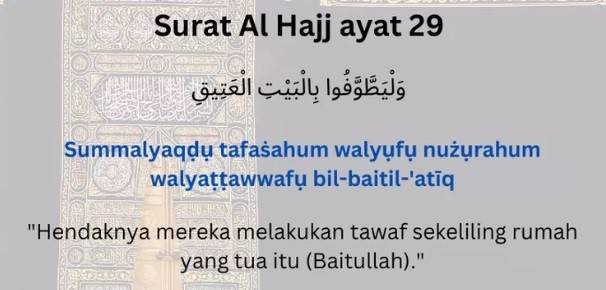 Surat Al Hajj ayat 29
وَلْيَطَّوَّفُوا بِالْبَيْتِ الْعَتِيقِ
Summalyaqḍụ tafaṡahum walyụfụ nużụrahum
walyaṭṭawwafụ bil-baitil-'atīq
"Hendaknya mereka melakukan tawaf sekeliling rumah
yang tua itu (Baitullah)."